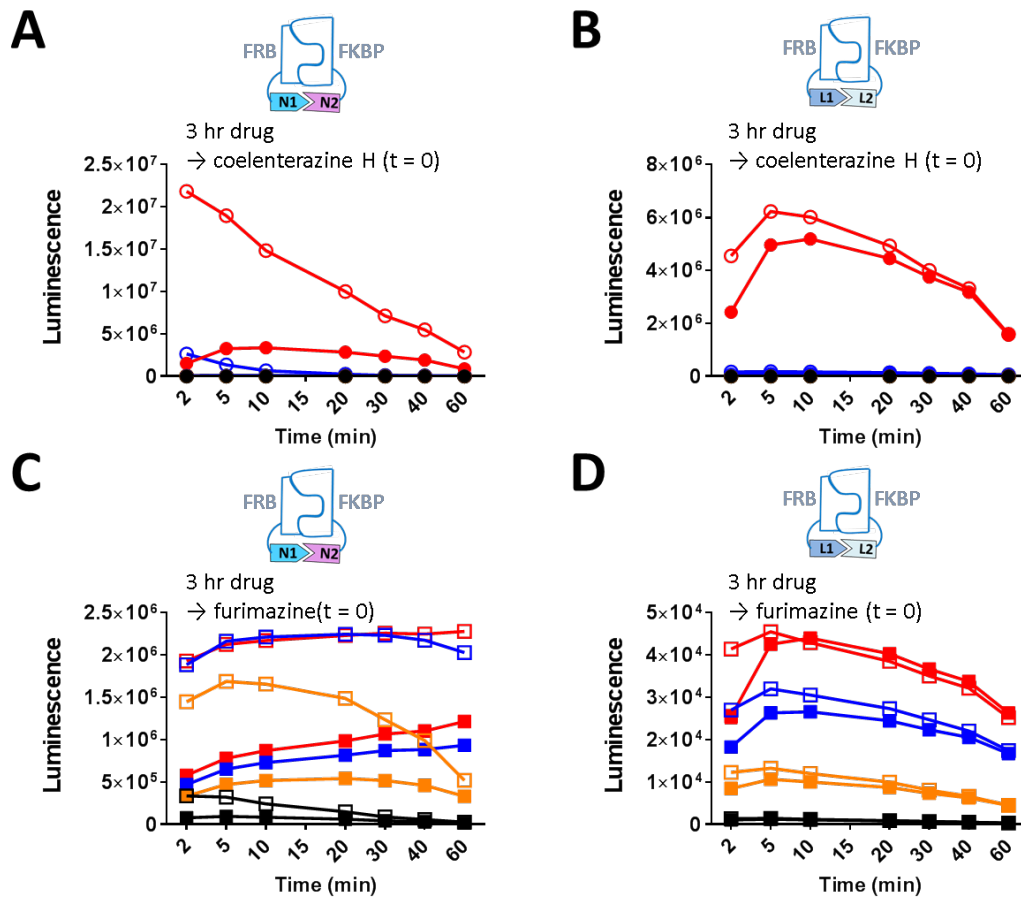 A
FRB FKBP
N1 N2
3 hr drug
→ coelenterazine H (t = 0)
2.5×10⁷
2×10⁷
1.5×10⁷
1×10⁷
5×10⁶
0
Luminescence
2 5 10 15 20 30 40 60
Time (min)
B
FRB FKBP
L1 L2
3 hr drug
→ coelenterazine H (t = 0)
8×10⁶
6×10⁶
4×10⁶
2×10⁶
0
Luminescence
2 5 10 15 20 30 40 60
Time (min)
C
FRB FKBP
N1 N2
3 hr drug
→ furimazine(t = 0)
2.5×10⁶
2×10⁶
1.5×10⁶
1×10⁶
5×10⁵
0
Luminescence
2 5 10 15 20 30 40 60
Time (min)
D
FRB FKBP
L1 L2
3 hr drug
→ furimazine (t = 0)
5×10⁴
4×10⁴
3×10⁴
2×10⁴
1×10⁴
0
Luminescence
2 5 10 15 20 30 40 60
Time (min)